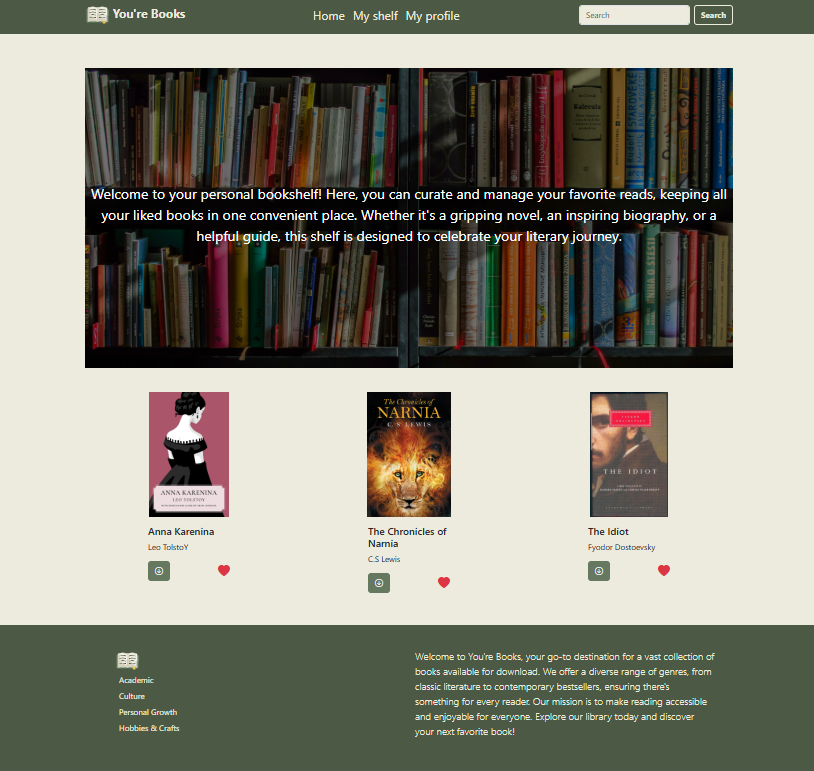 You're Books
Home My shelf My profile
Search
Search
Kalevala
Welcome to your personal bookshelf! Here, you can curate and manage your favorite reads, keeping all
your liked books in one convenient place. Whether it's a gripping novel, an inspiring biography, or a
helpful guide, this shelf is designed to celebrate your literary journey.
The Chronicles of
NARNIA
C. S. LEWIS
ANNA KARENINA
LEO TOLSTOY
THE IDIOT
Anna Karenina
Leo TolstoY
The Chronicles of
Narnia
C.S Lewis
The Idiot
Fyodor Dostoevsky
Academic
Culture
Personal Growth
Hobbies & Crafts
Welcome to You're Books, your go-to destination for a vast collection of
books available for download. We offer a diverse range of genres, from
classic literature to contemporary bestsellers, ensuring there's
something for every reader. Our mission is to make reading accessible
and enjoyable for everyone. Explore our library today and discover
your next favorite book!